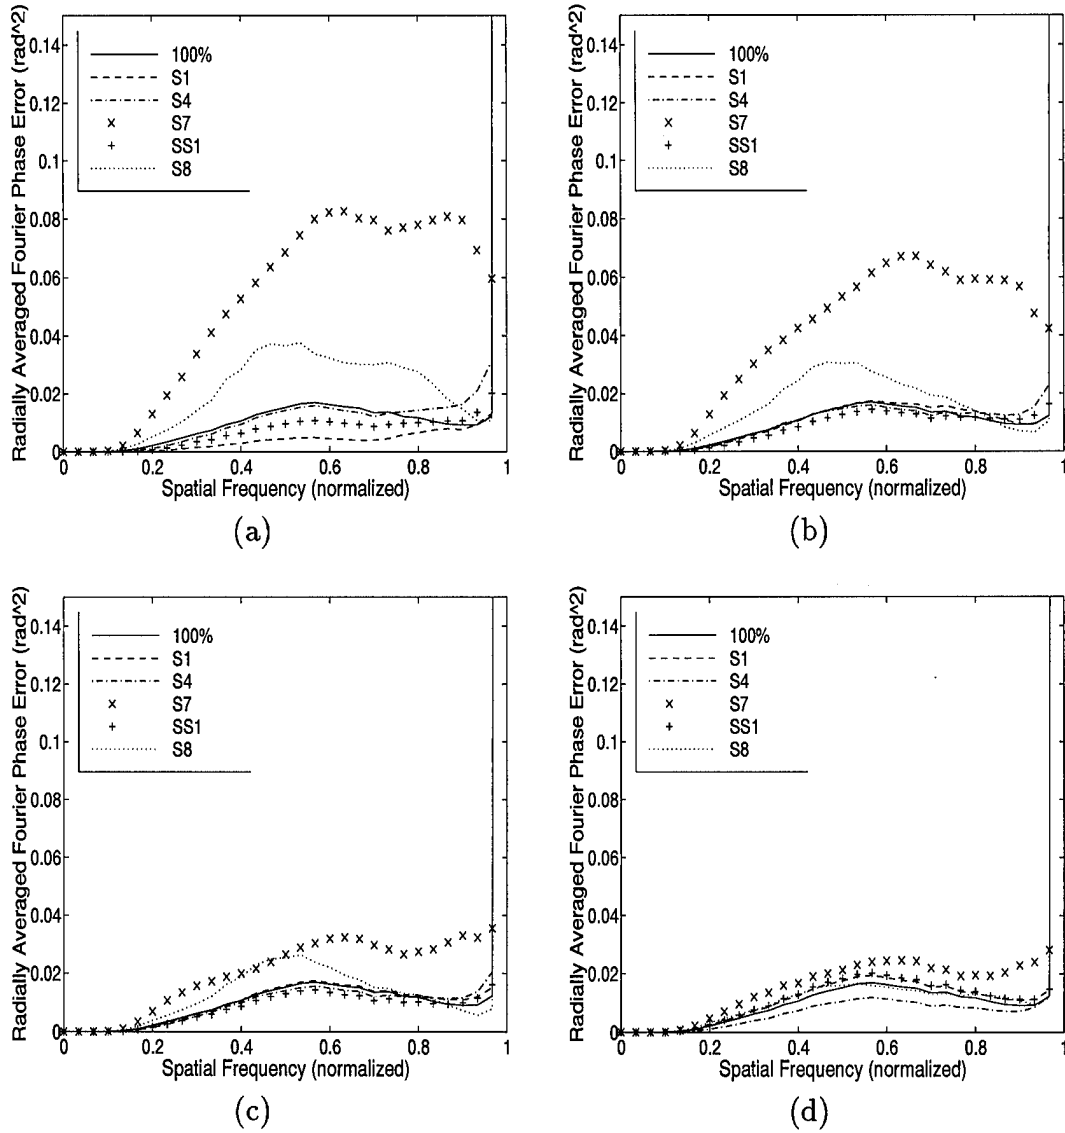 Radially Averaged Fourier Phase Error (rad^2)
0.14
0.12
0.1
0.08
0.06
0.04
0.02
0
100%
S1
S4
S7
SS1
S8
0 0.2 0.4 0.6 0.8 1
Spatial Frequency (normalized)
(a)
Radially Averaged Fourier Phase Error (rad^2)
0.14
0.12
0.1
0.08
0.06
0.04
0.02
0
100%
S1
S4
S7
SS1
S8
0 0.2 0.4 0.6 0.8 1
Spatial Frequency (normalized)
(b)
Radially Averaged Fourier Phase Error (rad^2)
0.14
0.12
0.1
0.08
0.06
0.04
0.02
0
100%
S1
S4
S7
SS1
S8
0 0.2 0.4 0.6 0.8 1
Spatial Frequency (normalized)
(c)
Radially Averaged Fourier Phase Error (rad^2)
0.14
0.12
0.1
0.08
0.06
0.04
0.02
0
100%
S1
S4
S7
SS1
S8
0 0.2 0.4 0.6 0.8 1
Spatial Frequency (normalized)
(d)